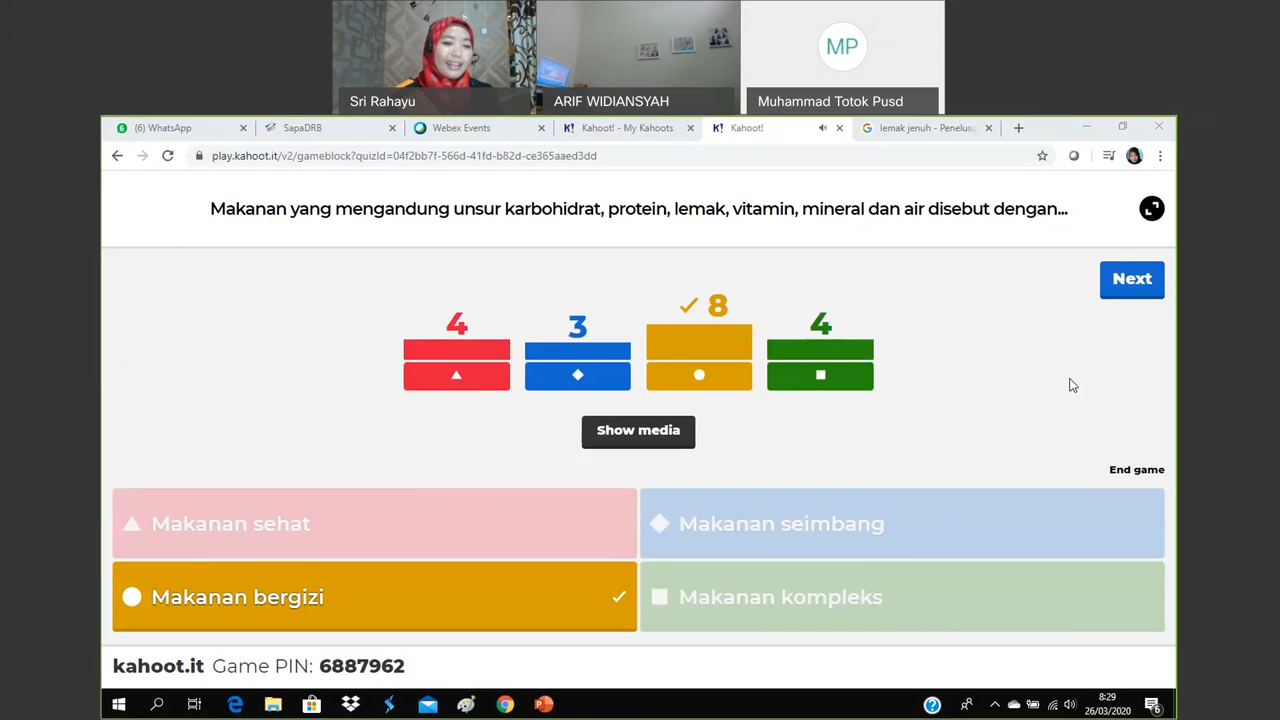 MP
Sri Rahayu
ARIF WIDIANSYAH
Muhammad Totok Pusd
(6) WhatsApp
SapaDRB
Webex Events
Kahoot! - My Kahoots
Kahoot!
lemak jenuh - Penelusu
play.kahoot.it/v2/gameblock?quizId=04f2bb7f-566d-41fd-b82d-ce365aaed3dd
Makanan yang mengandung unsur karbohidrat, protein, lemak, vitamin, mineral dan air disebut dengan...
Next
4
3
8
4
Show media
End game
Makanan sehat
Makanan seimbang
Makanan bergizi
Makanan kompleks
kahoot.it Game PIN: 6887962
8:29
26/03/2020
6